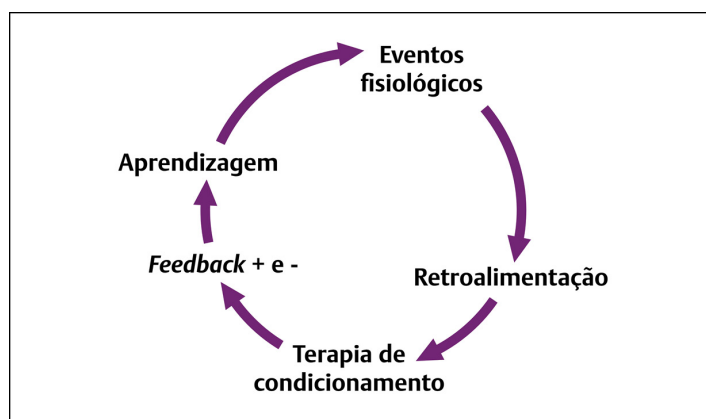 Eventos
fisiológicos
Retroalimentação
Terapia de
condicionamento
Feedback + e -
Aprendizagem